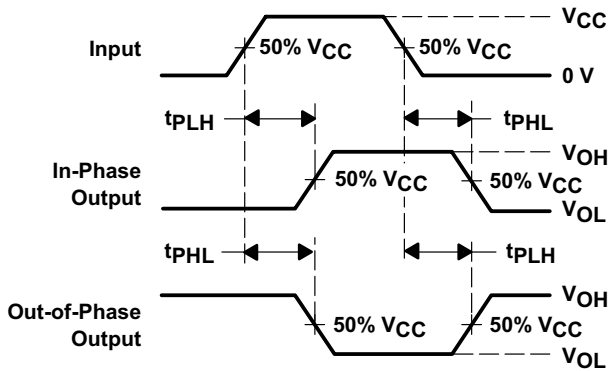 VCC
Input 50% VCC 50% VCC
0 V
tPLH tPHL
VOH
In-Phase
Output 50% VCC 50% VCC
VOL
tPHL tPLH
VOH
Out-of-Phase
Output 50% VCC 50% VCC
VOL